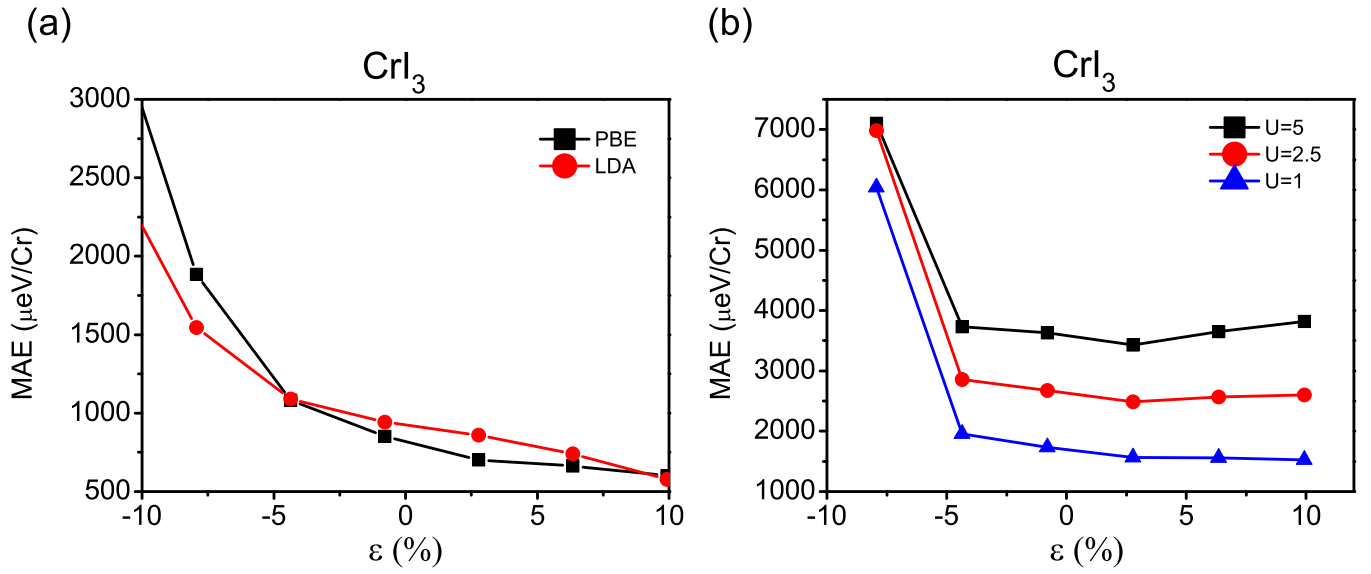 (a)
CrI3
3000
2500
2000
1500
1000
500
MAE (μeV/Cr)
PBE
LDA
-10 -5 0 5 10
ε (%)
(b)
CrI3
7000
6000
5000
4000
3000
2000
1000
MAE (μeV/Cr)
U=5
U=2.5
U=1
-10 -5 0 5 10
ε (%)